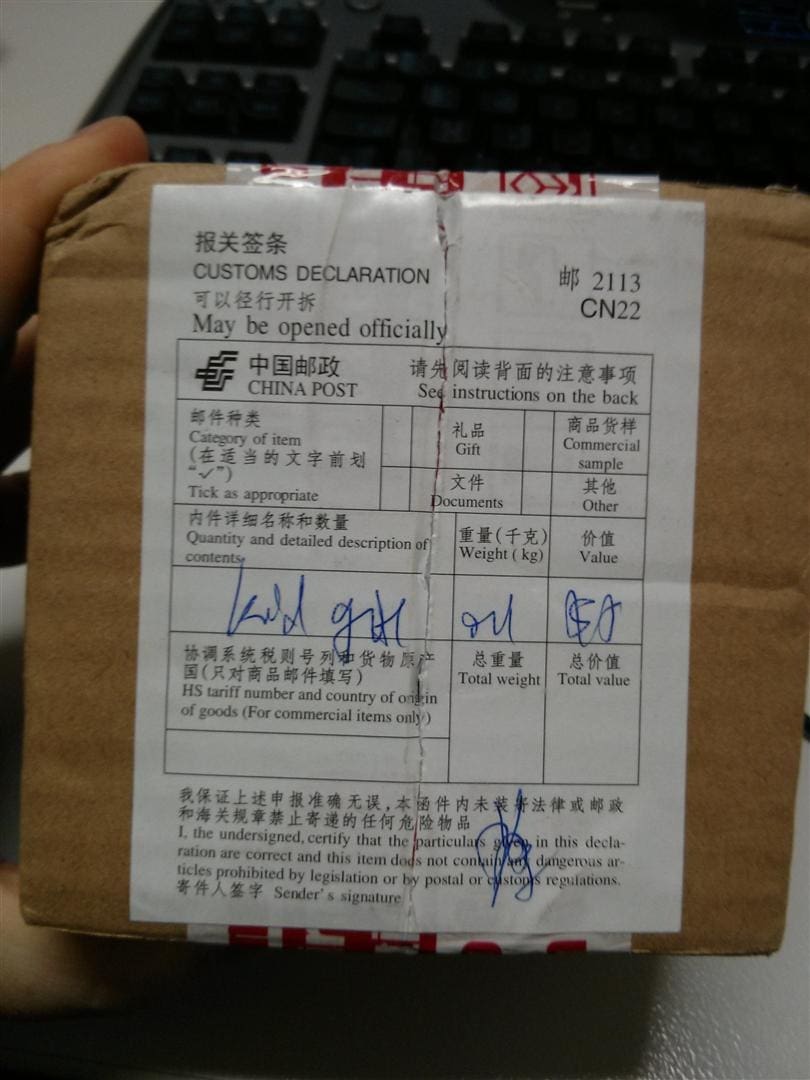 报关签条
CUSTOMS DECLARATION
可以径行开拆
May be opened officially
邮 2113
CN22
中国邮政
CHINA POST
请先阅读背面的注意事项
See instructions on the back
邮件种类
Category of item
(在适当的文字前划
“✓”)
Tick as appropriate
礼品
Gift
商品货样
Commercial
sample
文件
Documents
其他
Other
内件详细名称和数量
Quantity and detailed description of
contents
重量(千克)
Weight ( kg)
价值
Value
协调系统税则号列和货物原产
国(只对商品邮件填写)
HS tariff number and country of origin
of goods (For commercial items only)
总重量
Total weight
总价值
Total value
我保证上述申报准确无误,本函件内未装寄法律或邮政
和海关规章禁止寄递的任何危险物品
I, the undersigned, certify that the particulars given in this decla-
ration are correct and this item does not contain any dangerous ar-
ticles prohibited by legislation or by postal or customs regulations.
寄件人签字 Sender's signature